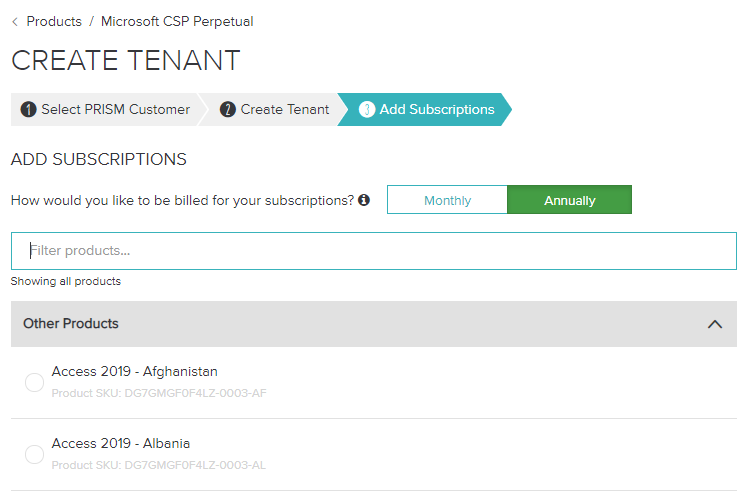 Products / Microsoft CSP Perpetual
CREATE TENANT
1 Select PRISM Customer 2 Create Tenant 3 Add Subscriptions
ADD SUBSCRIPTIONS
How would you like to be billed for your subscriptions? Monthly Annually
Filter products...
Showing all products
Other Products
Access 2019 - Afghanistan
Product SKU: DG7GMGF0F4LZ-0003-AF
Access 2019 - Albania
Product SKU: DG7GMGF0F4LZ-0003-AL